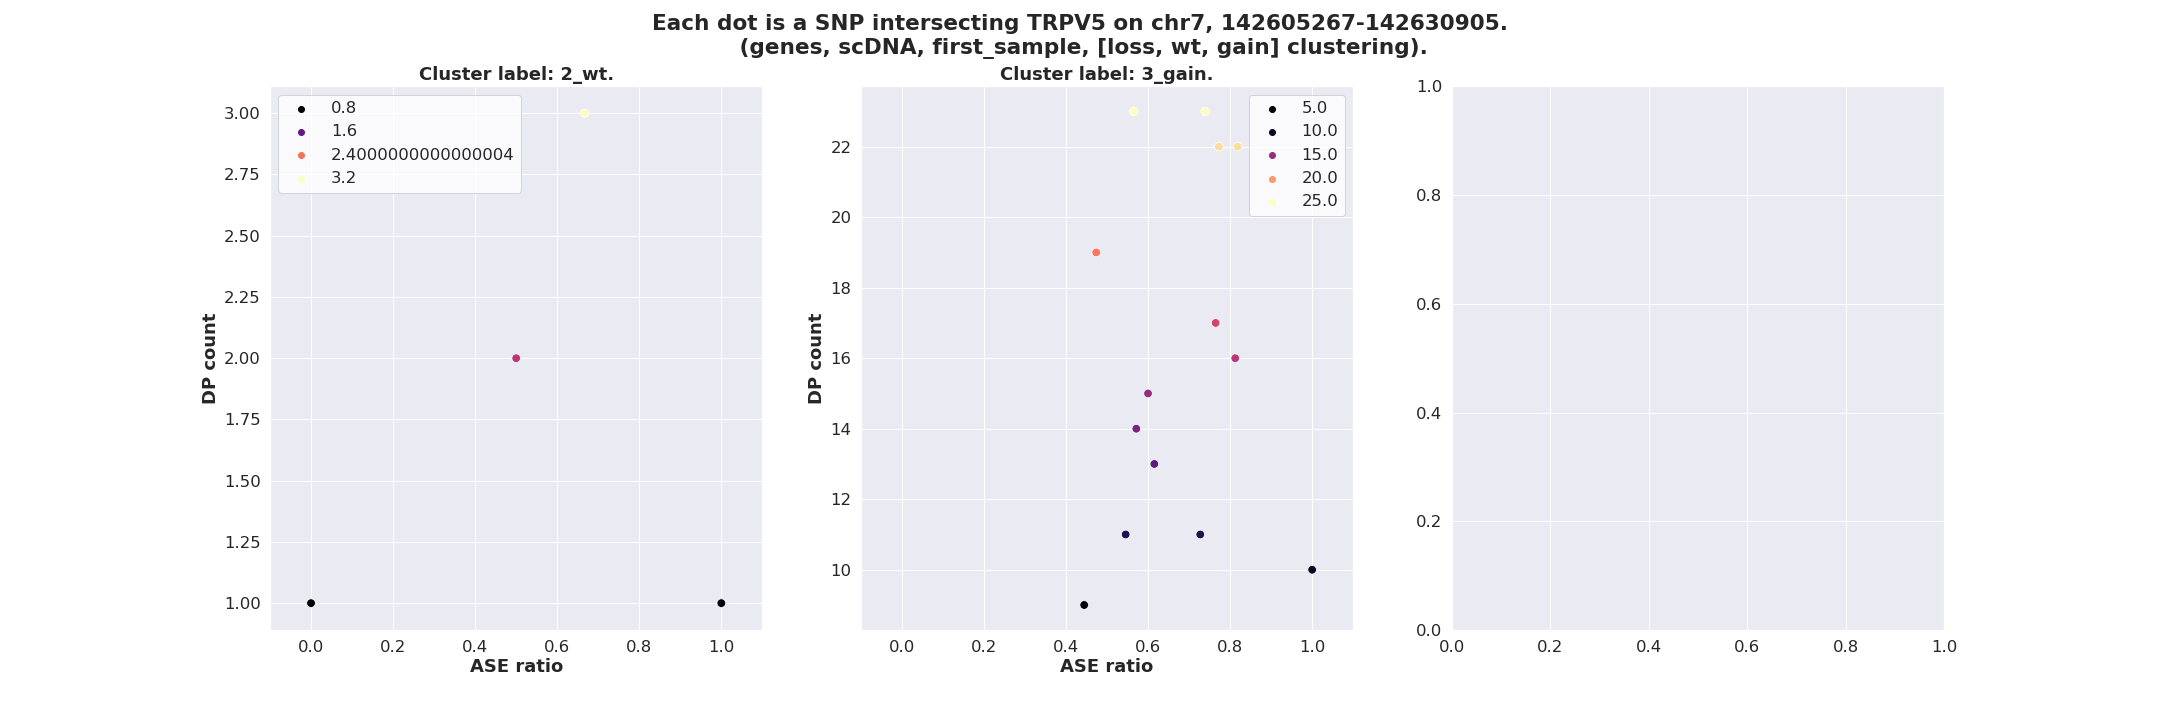 Each dot is a SNP intersecting TRPV5 on chr7, 142605267-142630905.
(genes, scDNA, first_sample, [loss, wt, gain] clustering).
Cluster label: 2_wt.
3.00
2.75
2.50
2.25
2.00
1.75
1.50
1.25
1.00
DP count
0.8
1.6
2.4000000000000004
3.2
0.0 0.2 0.4 0.6 0.8 1.0
ASE ratio
Cluster label: 3_gain.
22
20
18
16
14
12
10
DP count
5.0
10.0
15.0
20.0
25.0
0.0 0.2 0.4 0.6 0.8 1.0
ASE ratio
1.0
0.8
0.6
0.4
0.2
0.0
0.0 0.2 0.4 0.6 0.8 1.0